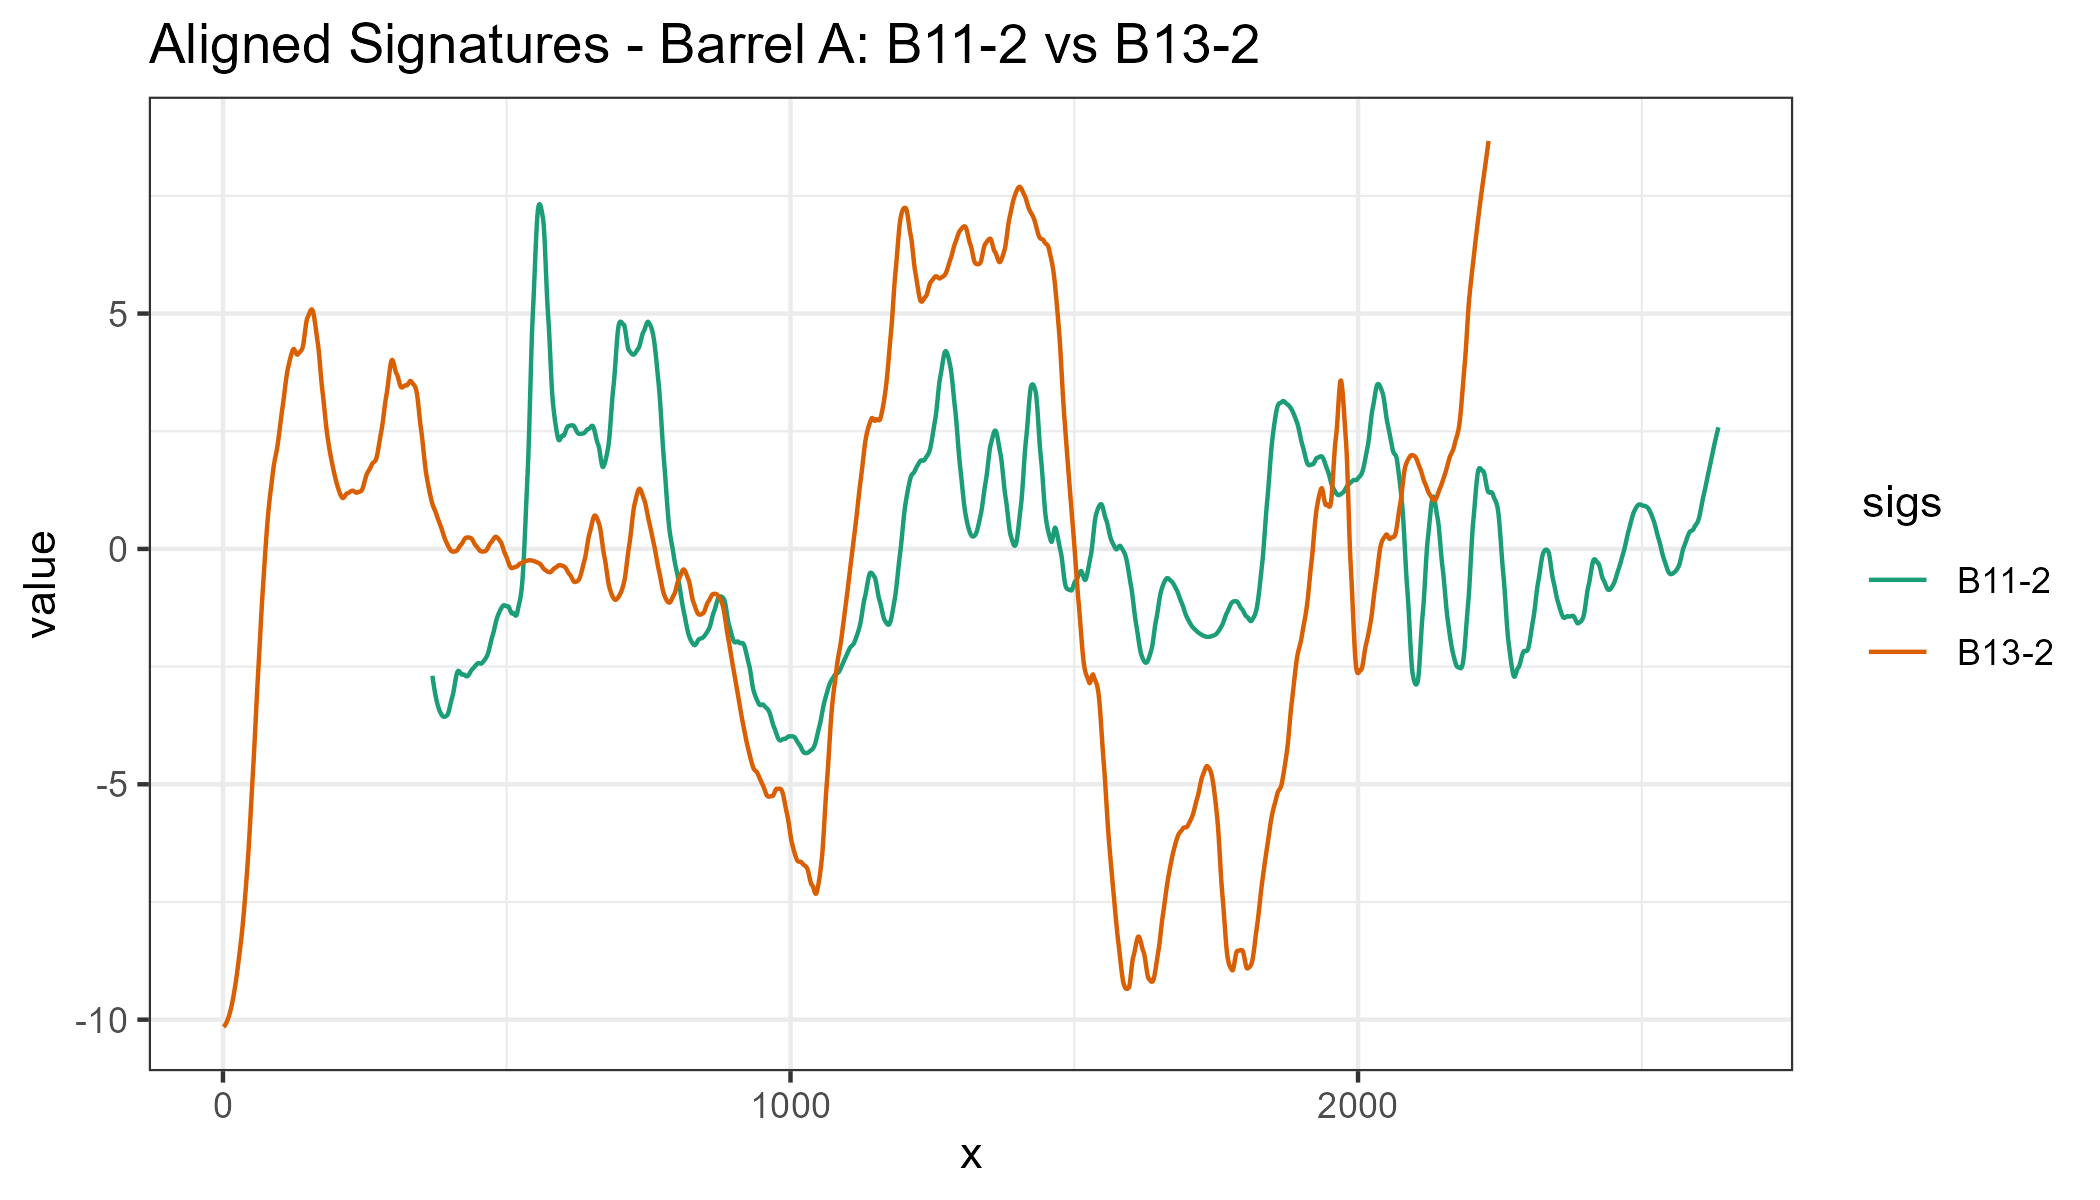 Aligned Signatures - Barrel A: B11-2 vs B13-2
value
5
0
-5
-10
0
1000
2000
x
sigs
B11-2
B13-2